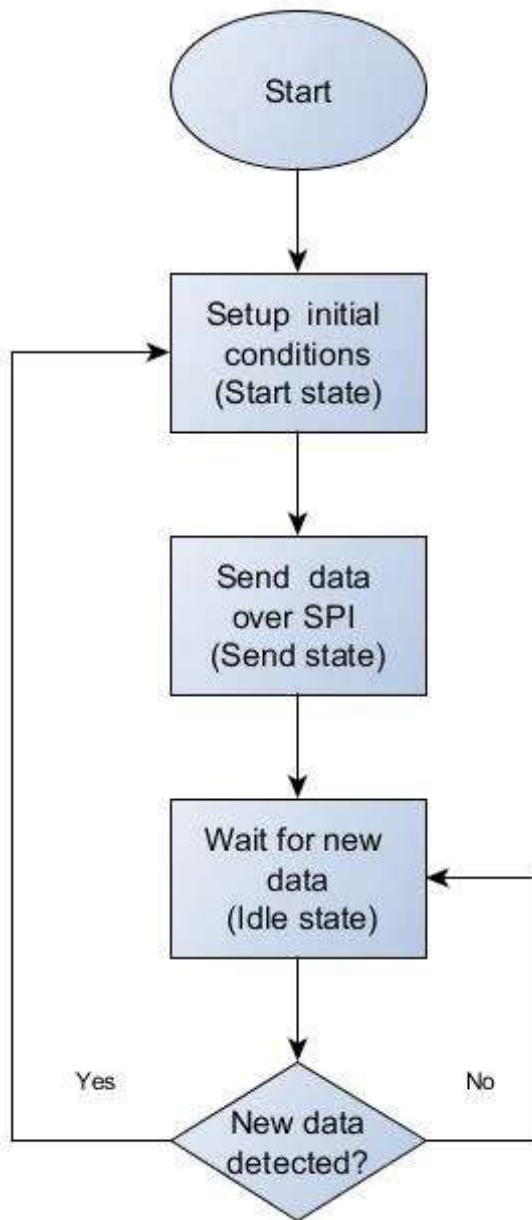 Start
Setup initial
conditions
(Start state)
Send data
over SPI
(Send state)
Wait for new
data
(Idle state)
Yes
No
New data
detected?